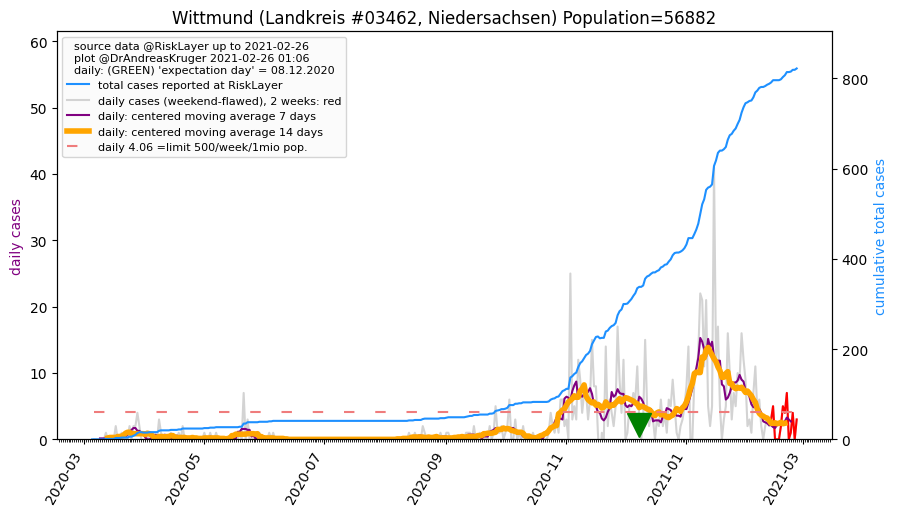 Wittmund (Landkreis #03462, Niedersachsen) Population=56882
source data @RiskLayer up to 2021-02-26
plot @DrAndreasKruger 2021-02-26 01:06
daily: (GREEN) 'expectation day' = 08.12.2020
total cases reported at RiskLayer
daily cases (weekend-flawed), 2 weeks: red
daily: centered moving average 7 days
daily: centered moving average 14 days
daily 4.06 =limit 500/week/1mio pop.
daily cases
60
50
40
30
20
10
0
cumulative total cases
800
600
400
200
0
2020-03
2020-05
2020-07
2020-09
2020-11
2021-01
2021-03